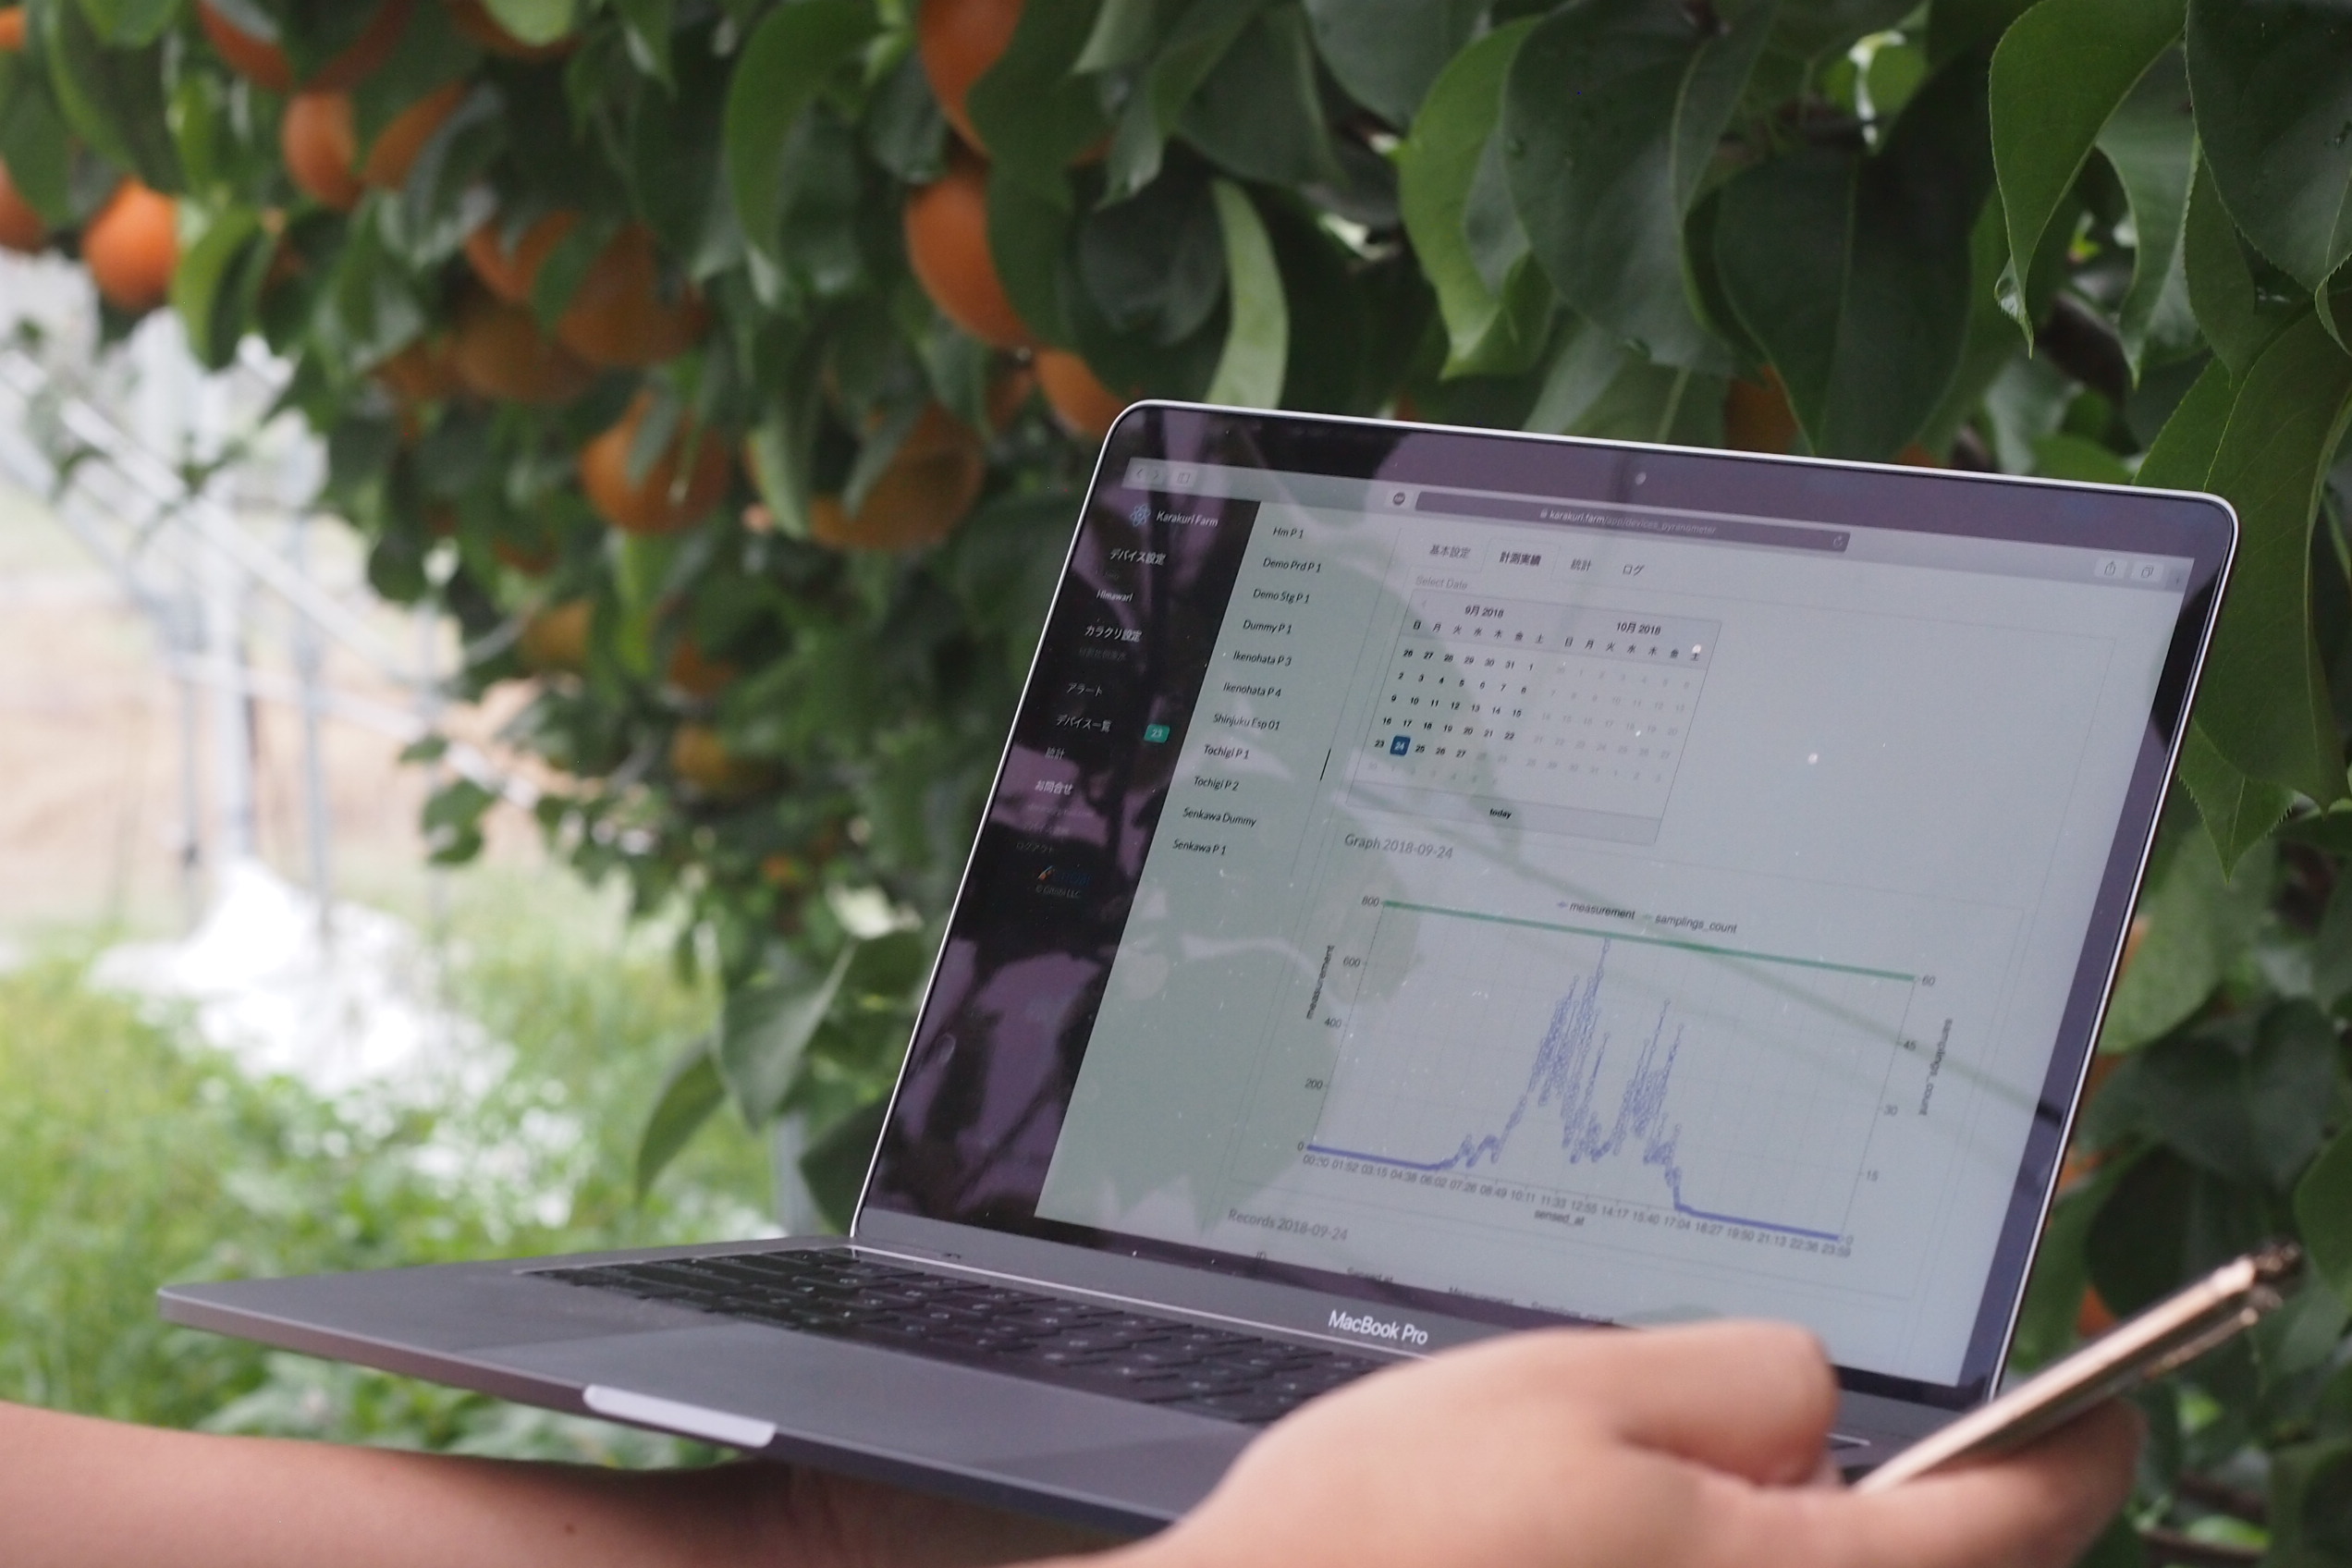 karakuri.farm/app/devices_pyranometer
Karakuri Farm
デバイス設定
Himawari
カラクリ設定
アラート
デバイス一覧 23
統計
お問合せ
ログアウト
Hm P 1
Demo Prd P 1
Demo Stg P 1
Dummy P 1
Ikenohata P 3
Ikenohata P 4
Shinjuku Esp 01
Tochigi P 1
Tochigi P 2
Senkawa Dummy
Senkawa P 1
基本設定 計測実績 統計 ログ
Select Date
9月 2018
日 月 火 水 木 金 土
26 27 28 29 30 31 1
2 3 4 5 6 7 8
9 10 11 12 13 14 15
16 17 18 19 20 21 22
23 24 25 26 27 28 29
10月 2018
日 月 火 水 木 金 土
today
Graph 2018-09-24
measurement samplings_count
800
600
400
200
0
measurement
60
45
30
15
0
samplings_count
00:00 01:52 03:15 04:38 06:02 07:26 08:49 10:11 11:33 12:55 14:17 15:40 17:04 18:27 19:50 21:13 22:36 23:59
sensed_at
Records 2018-09-24
ID Sensed at Measurement Samplings count
MacBook Pro